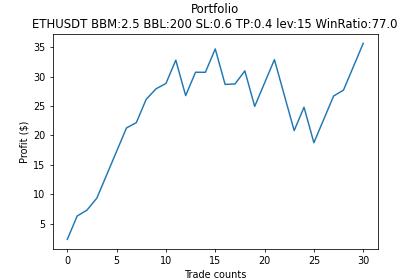 Portfolio
ETHUSDT BBM:2.5 BBL:200 SL:0.6 TP:0.4 lev:15 WinRatio:77.0
35
30
25
20
15
10
5
Profit ($)
0 5 10 15 20 25 30
Trade counts